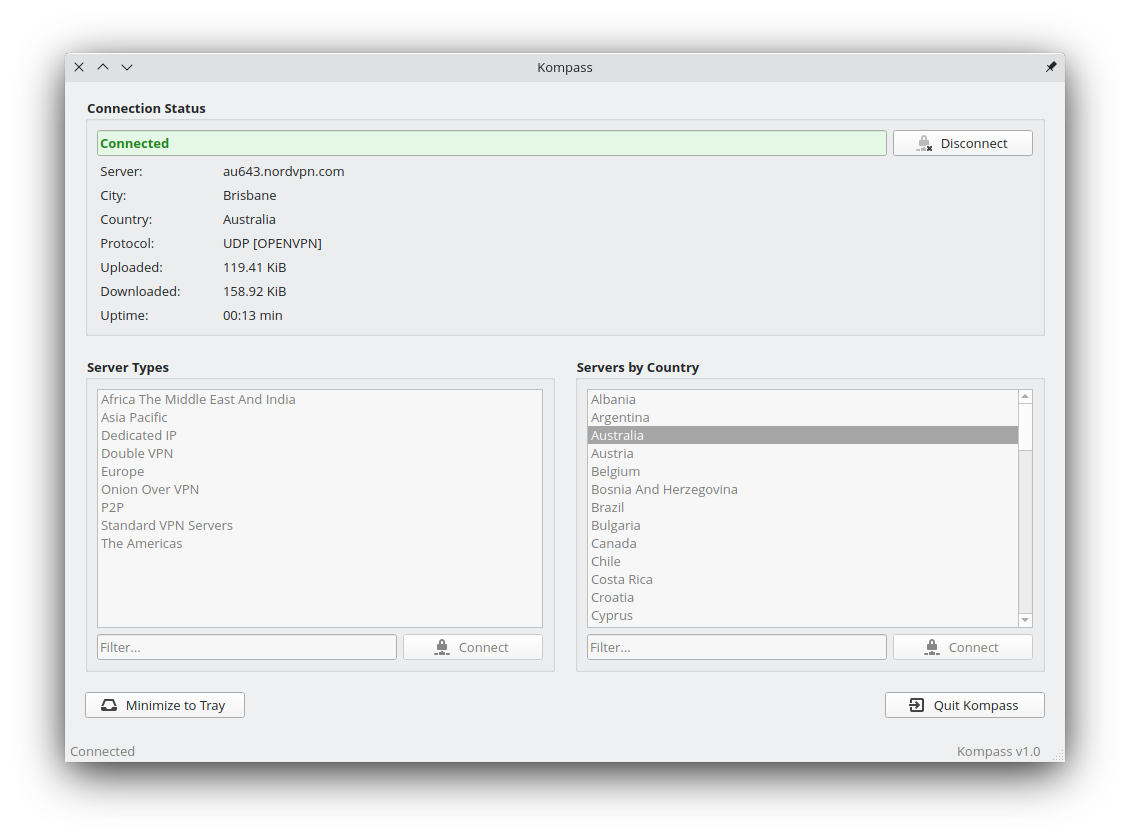 Kompass
Connection Status
Connected
Disconnect
Server: au643.nordvpn.com
City: Brisbane
Country: Australia
Protocol: UDP [OPENVPN]
Uploaded: 119.41 KiB
Downloaded: 158.92 KiB
Uptime: 00:13 min
Server Types
Africa The Middle East And India
Asia Pacific
Dedicated IP
Double VPN
Europe
Onion Over VPN
P2P
Standard VPN Servers
The Americas
Filter...
Connect
Servers by Country
Albania
Argentina
Australia
Austria
Belgium
Bosnia And Herzegovina
Brazil
Bulgaria
Canada
Chile
Costa Rica
Croatia
Cyprus
Filter...
Connect
Minimize to Tray
Quit Kompass
Connected
Kompass v1.0